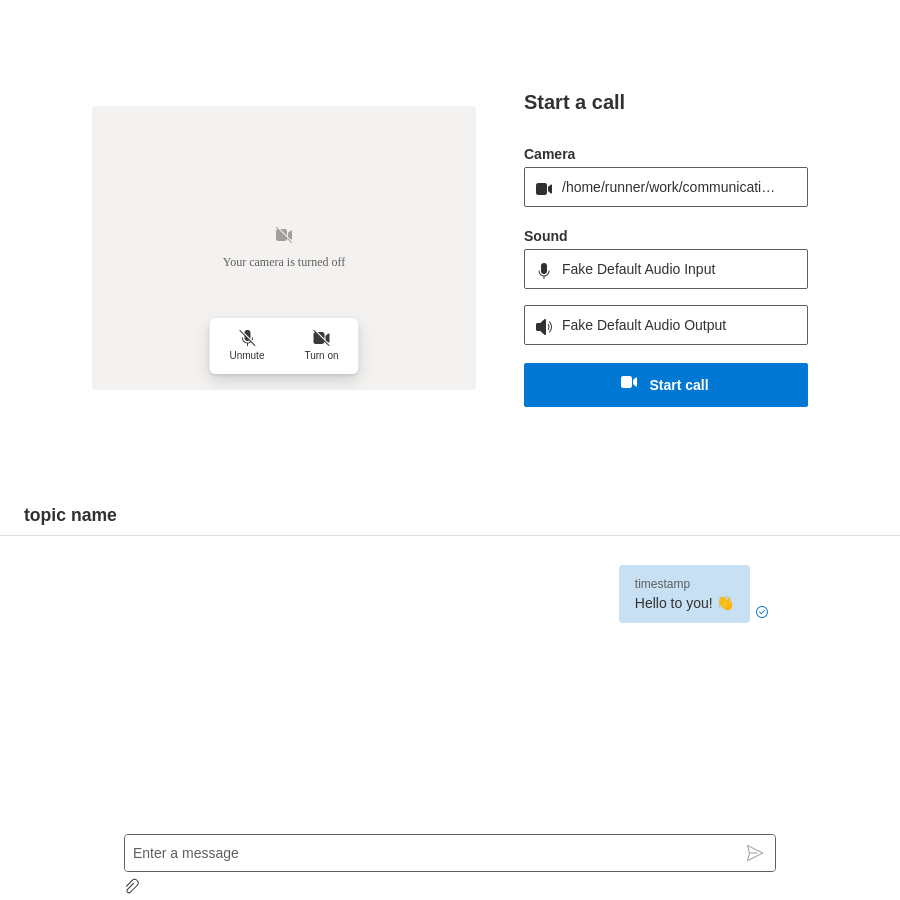 Start a call
Camera
/home/runner/work/communicati…
Your camera is turned off
Sound
Fake Default Audio Input
Fake Default Audio Output
Unmute
Turn on
Start call
topic name
timestamp
Hello to you! 👋
Enter a message